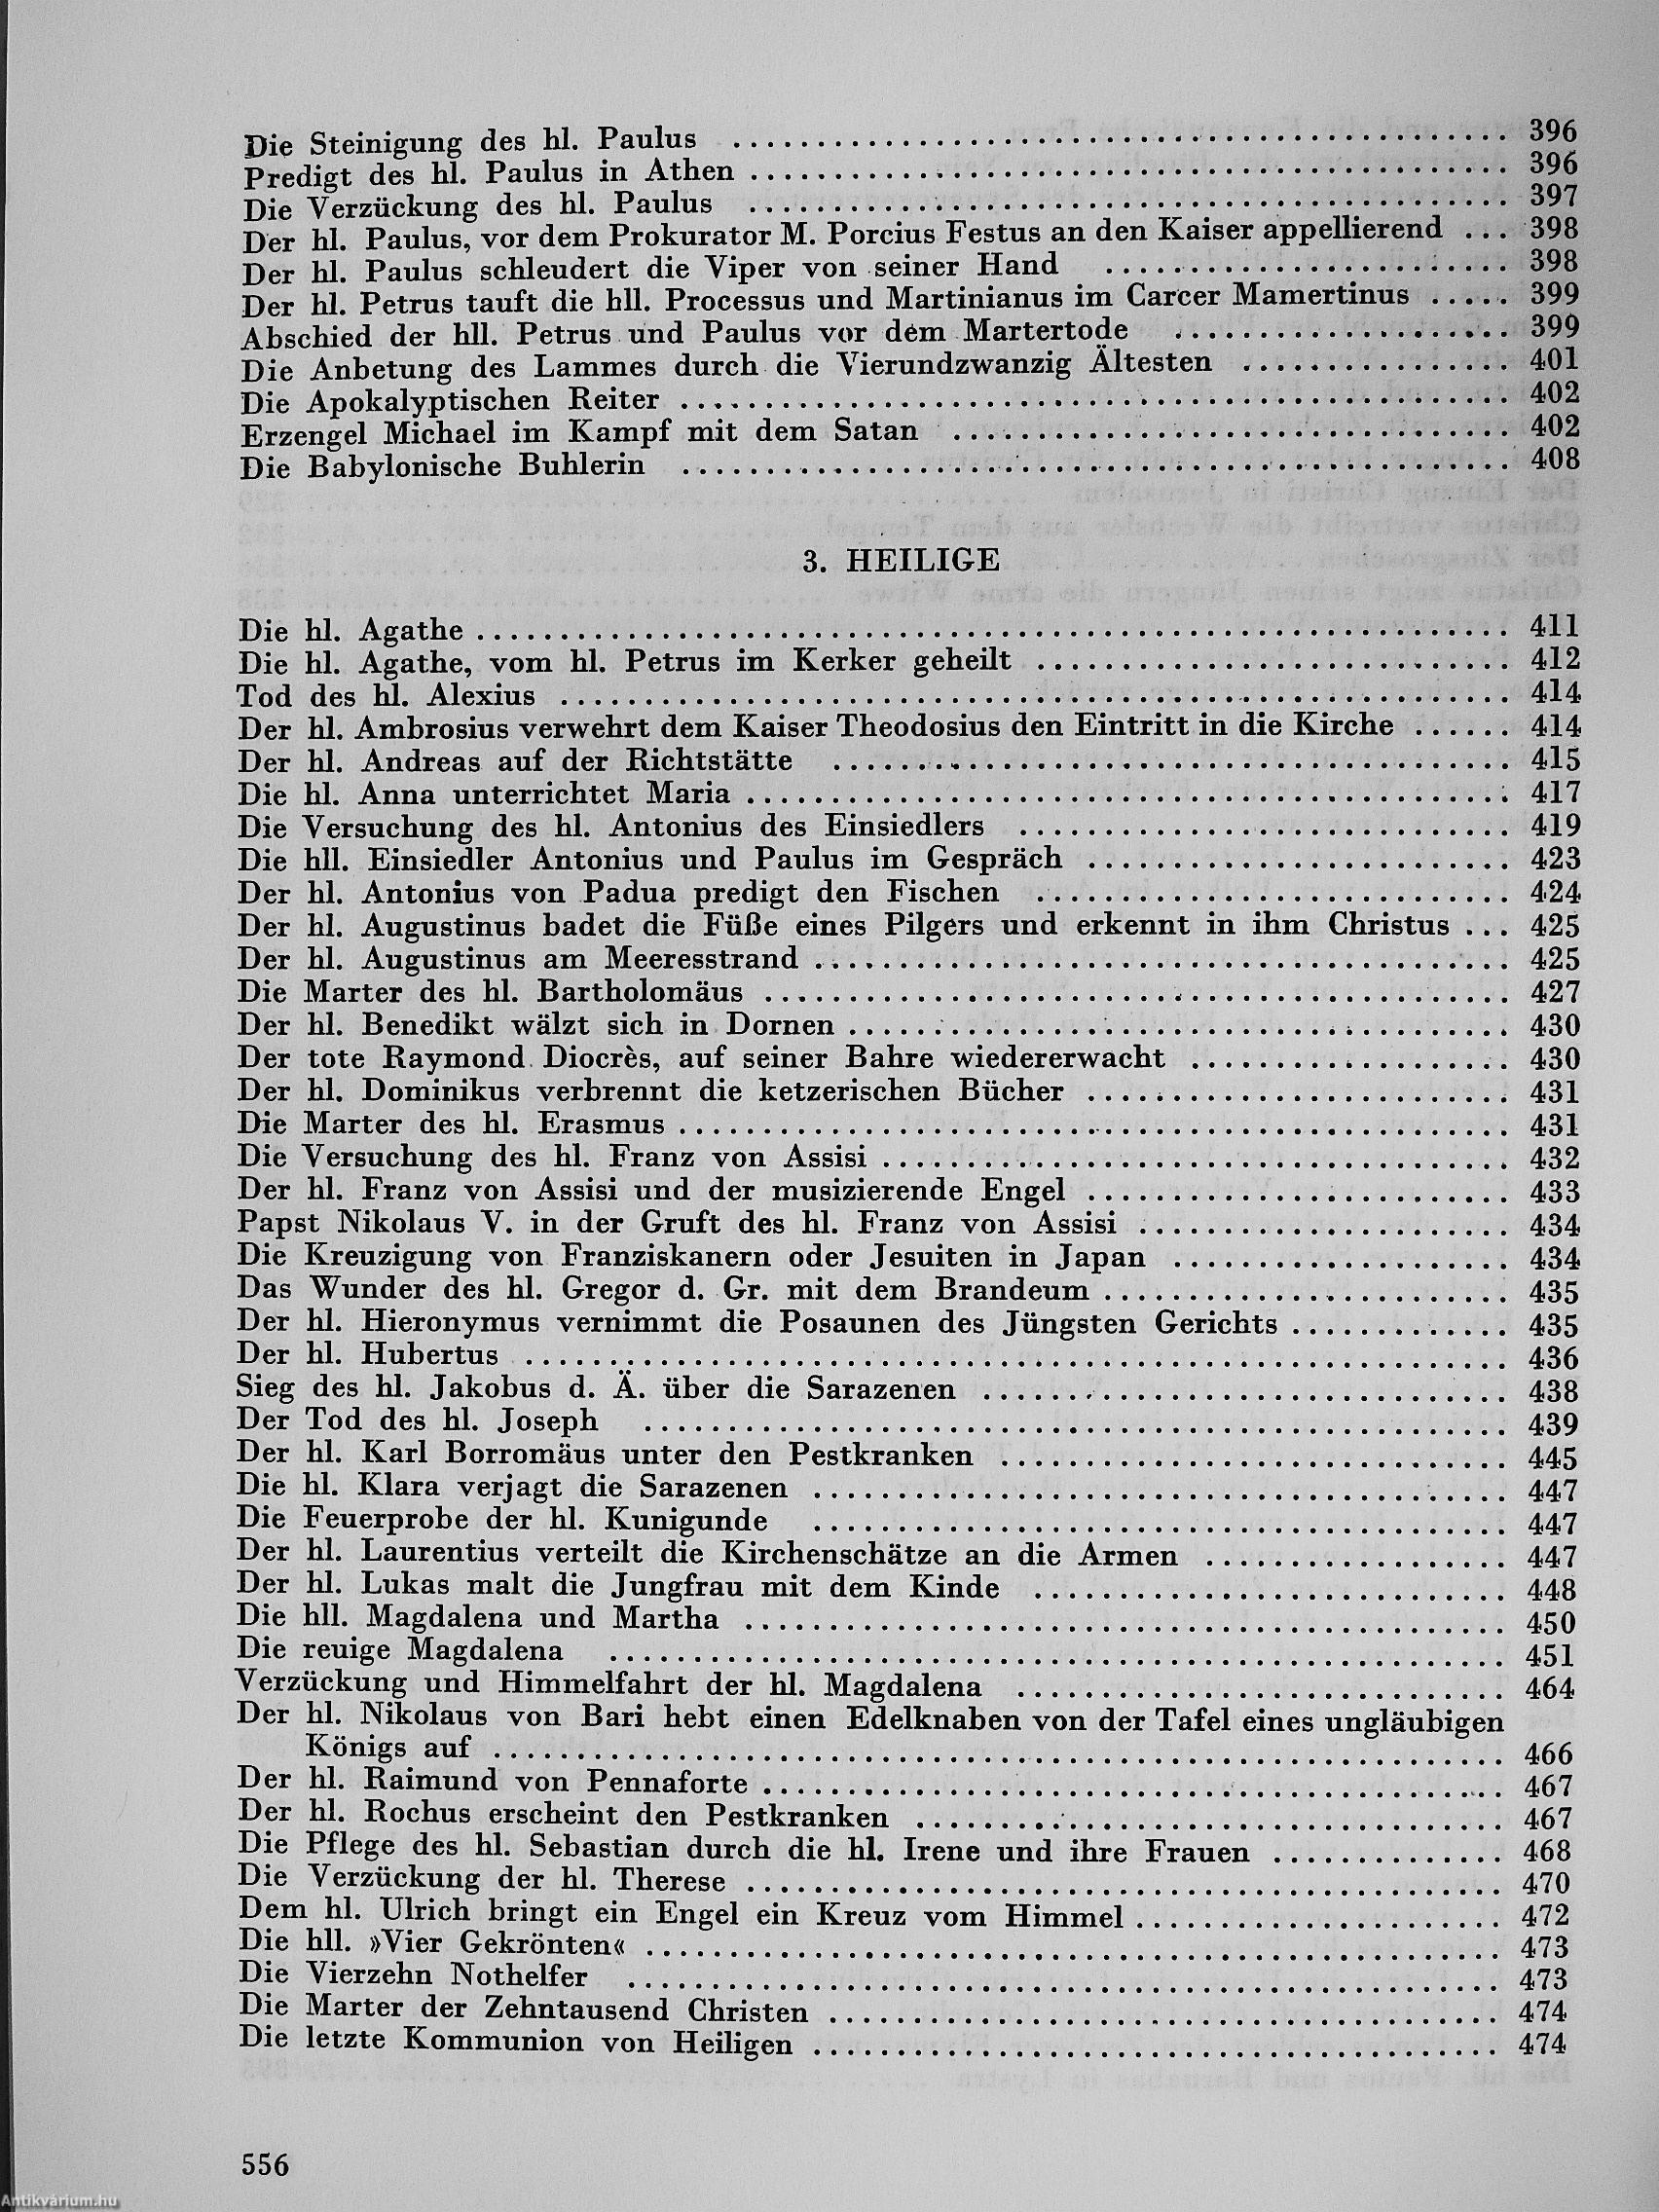 Die Steinigung des hl. Paulus ........................................ 396
Predigt des hl. Paulus in Athen ........................................ 396
Die Verzückung des hl. Paulus ........................................ 397
Der hl. Paulus, vor dem Prokurator M. Porcius Festus an den Kaiser appellierend ... 398
Der hl. Paulus schleudert die Viper von seiner Hand ........................ 398
Der hl. Petrus tauft die hll. Processus und Martinianus im Carcer Mamertinus ..... 399
Abschied der hll. Petrus und Paulus vor dem Martertode .................... 399
Die Anbetung des Lammes durch die Vierundzwanzig Ältesten ................ 401
Die Apokalyptischen Reiter ........................................ 402
Erzengel Michael im Kampf mit dem Satan ................................ 402
Die Babylonische Buhlerin ........................................ 408
3. HEILIGE
Die hl. Agathe ........................................ 411
Die hl. Agathe, vom hl. Petrus im Kerker geheilt ............................ 412
Tod des hl. Alexius ........................................ 414
Der hl. Ambrosius verwehrt dem Kaiser Theodosius den Eintritt in die Kirche ...... 414
Der hl. Andreas auf der Richtstätte ........................................ 415
Die hl. Anna unterrichtet Maria ........................................ 417
Die Versuchung des hl. Antonius des Einsiedlers ............................ 419
Die hll. Einsiedler Antonius und Paulus im Gespräch ........................ 423
Der hl. Antonius von Padua predigt den Fischen ............................ 424
Der hl. Augustinus badet die Füße eines Pilgers und erkennt in ihm Christus ... 425
Der hl. Augustinus am Meeresstrand ........................................ 425
Die Marter des hl. Bartholomäus ........................................ 427
Der hl. Benedikt wälzt sich in Dornen ........................................ 430
Der tote Raymond Diocrès, auf seiner Bahre wiedererwacht ................... 430
Der hl. Dominikus verbrennt die ketzerischen Bücher ......................... 431
Die Marter des hl. Erasmus ........................................ 431
Die Versuchung des hl. Franz von Assisi .................................... 432
Der hl. Franz von Assisi und der musizierende Engel ......................... 433
Papst Nikolaus V. in der Gruft des hl. Franz von Assisi ...................... 434
Die Kreuzigung von Franziskanern oder Jesuiten in Japan .................... 434
Das Wunder des hl. Gregor d. Gr. mit dem Brandeum ........................ 435
Der hl. Hieronymus vernimmt die Posaunen des Jüngsten Gerichts ............. 435
Der hl. Hubertus ........................................ 436
Sieg des hl. Jakobus d. Ä. über die Sarazenen ................................ 438
Der Tod des hl. Joseph ........................................ 439
Der hl. Karl Borromäus unter den Pestkranken .............................. 445
Die hl. Klara verjagt die Sarazenen ........................................ 447
Die Feuerprobe der hl. Kunigunde ........................................ 447
Der hl. Laurentius verteilt die Kirchenschätze an die Armen .................. 447
Der hl. Lukas malt die Jungfrau mit dem Kinde ............................ 448
Die hll. Magdalena und Martha ........................................ 450
Die reuige Magdalena ........................................ 451
Verzückung und Himmelfahrt der hl. Magdalena ............................. 464
Der hl. Nikolaus von Bari hebt einen Edelknaben von der Tafel eines ungläubigen
Königs auf ........................................ 466
Der hl. Raimund von Pennaforte ........................................ 467
Der hl. Rochus erscheint den Pestkranken .................................. 467
Die Pflege des hl. Sebastian durch die hl. Irene und ihre Frauen .............. 468
Die Verzückung der hl. Therese ........................................ 470
Dem hl. Ulrich bringt ein Engel ein Kreuz vom Himmel ...................... 472
Die hll. »Vier Gekrönten« ........................................ 473
Die Vierzehn Nothelfer ........................................ 473
Die Marter der Zehntausend Christen ........................................ 474
Die letzte Kommunion von Heiligen ........................................ 474
556
Antikvárium.hu